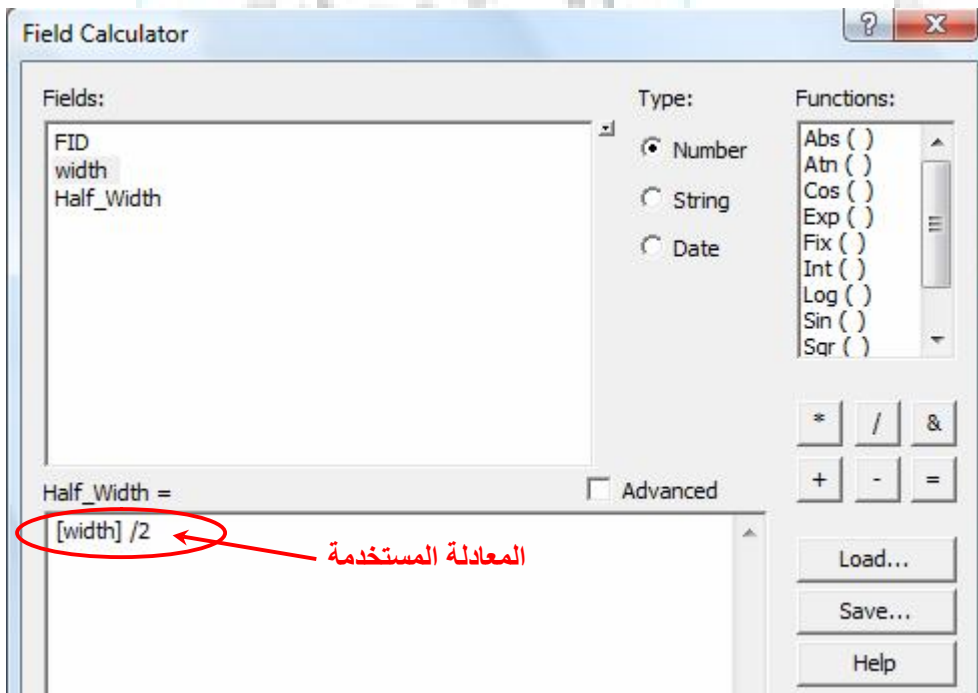 Field Calculator
Fields:
FID
width
Half_Width
Type:
Number
String
Date
Functions:
Abs ( )
Atn ( )
Cos ( )
Exp ( )
Fix ( )
Int ( )
Log ( )
Sin ( )
Sqr ( )
* / &
+ - =
Half_Width =
Advanced
[width] /2
المعادلة المستخدمة
Load...
Save...
Help